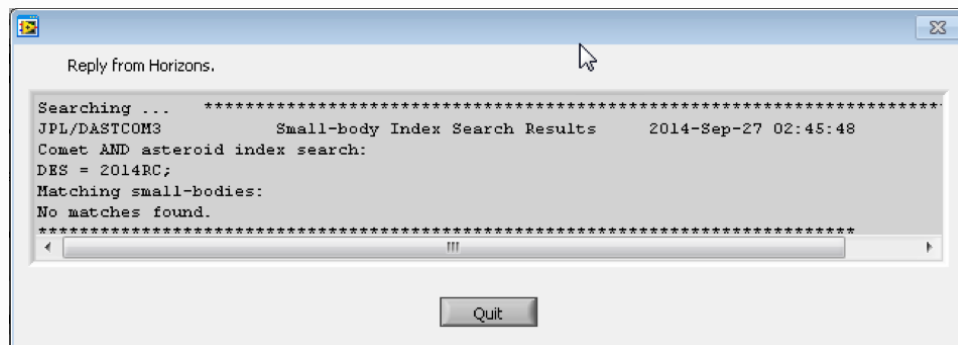 Reply from Horizons.
Searching ... ***********************************************************************
JPL/DASTCOM3 Small-body Index Search Results 2014-Sep-27 02:45:48
Comet AND asteroid index search:
DES = 2014RC;
Matching small-bodies:
No matches found.
*******************************************************************************
Quit